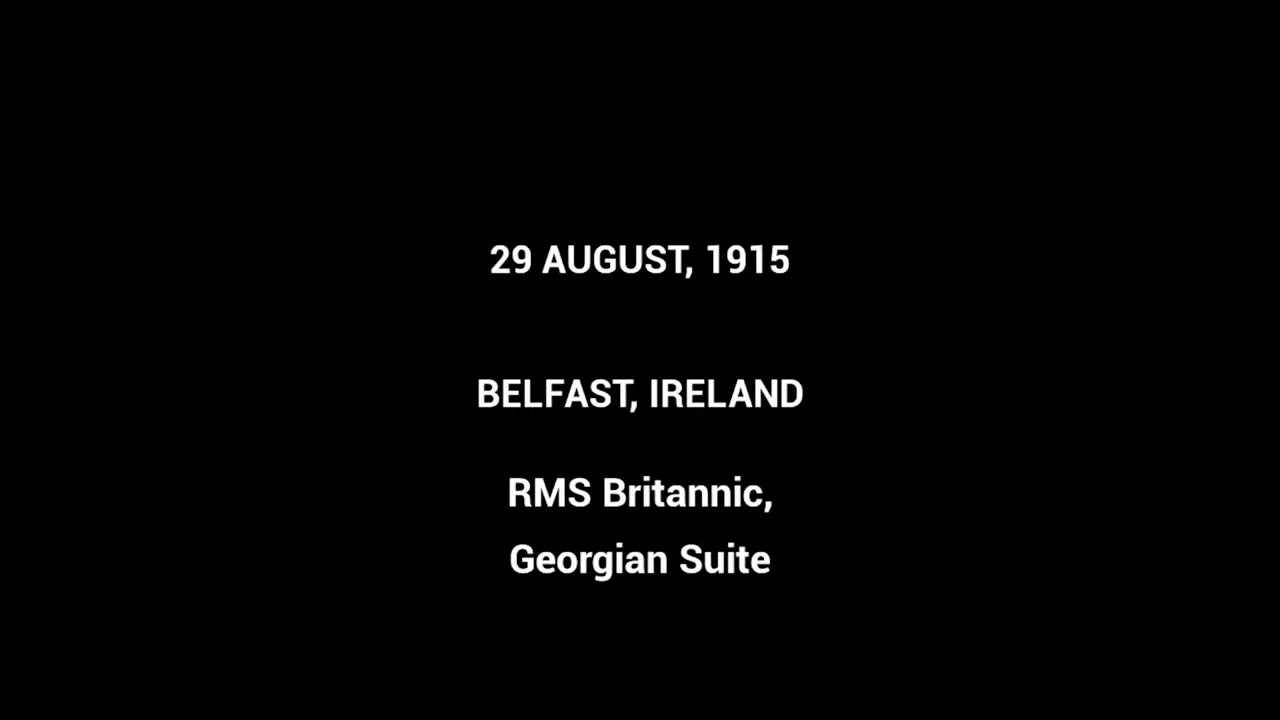 29 AUGUST, 1915
BELFAST, IRELAND
RMS Britannic,
Georgian Suite